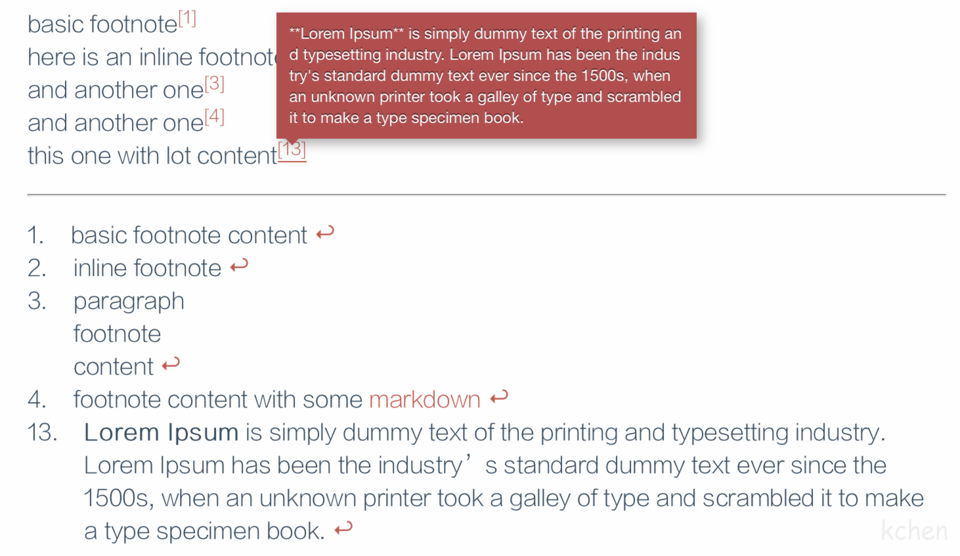 basic footnote[1]
here is an inline footnot
and another one[3]
and another one[4]
this one with lot content[13]
**Lorem Ipsum** is simply dummy text of the printing an
d typesetting industry. Lorem Ipsum has been the indus
try's standard dummy text ever since the 1500s, when
an unknown printer took a galley of type and scrambled
it to make a type specimen book.
1. basic footnote content ↩
2. inline footnote ↩
3. paragraph
footnote
content ↩
4. footnote content with some markdown ↩
13. Lorem Ipsum is simply dummy text of the printing and typesetting industry.
Lorem Ipsum has been the industry’s standard dummy text ever since the
1500s, when an unknown printer took a galley of type and scrambled it to make
a type specimen book. ↩
kchen